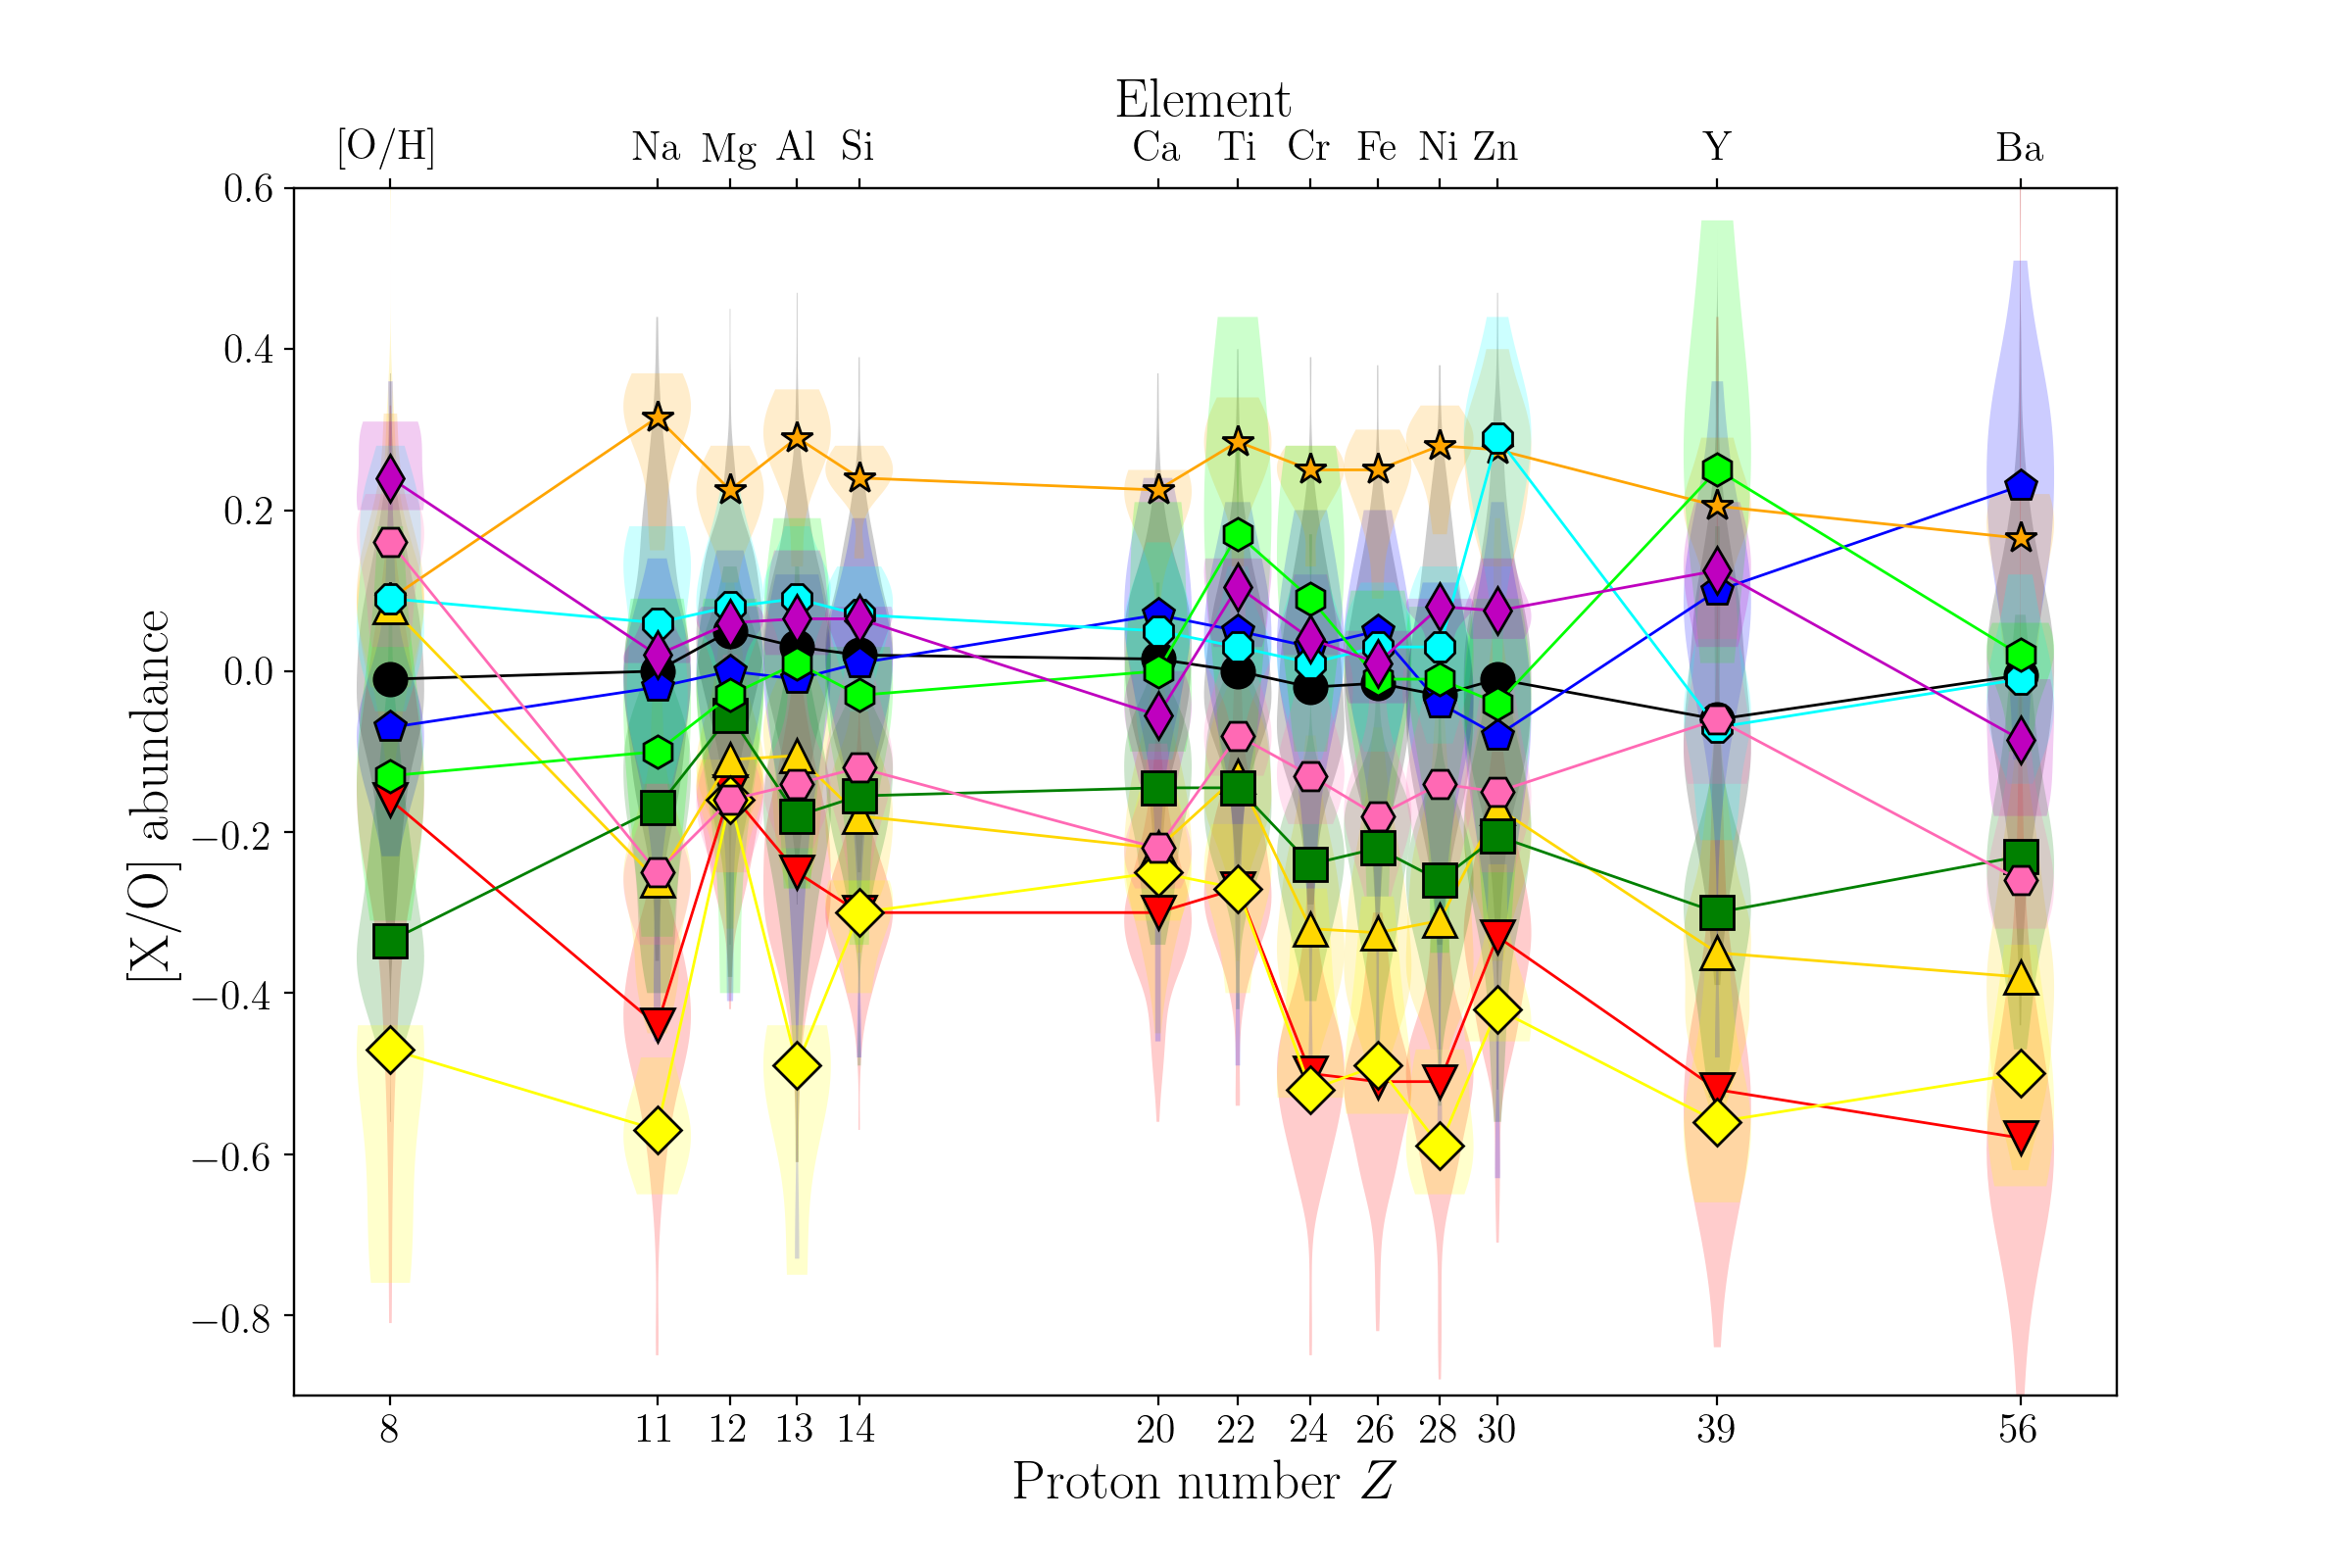 Element
[O/H] Na Mg Al Si Ca Ti Cr Fe Ni Zn Y Ba
0.6
0.4
0.2
0.0
−0.2
−0.4
−0.6
−0.8
[X/O] abundance
8 11 12 13 14 20 22 24 26 28 30 39 56
Proton number Z